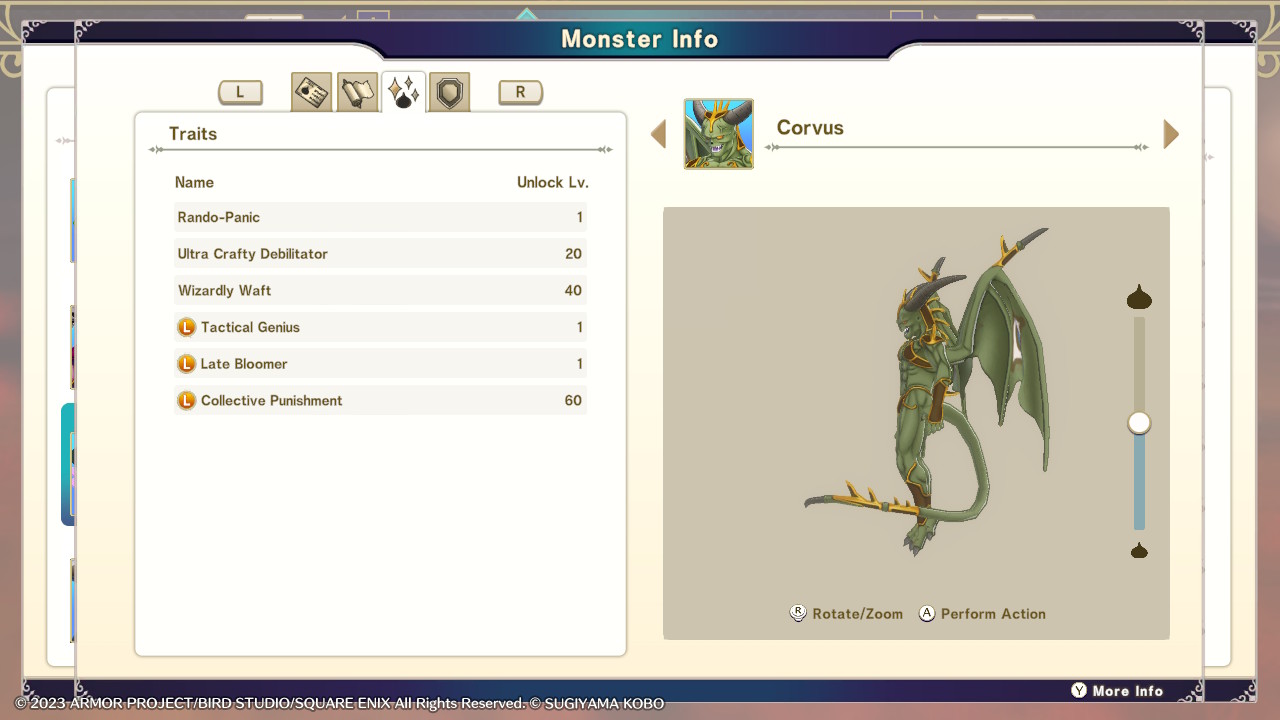 Monster Info
L
R
Traits
Name Unlock Lv.
Rando-Panic 1
Ultra Crafty Debilitator 20
Wizardly Waft 40
L Tactical Genius 1
L Late Bloomer 1
L Collective Punishment 60
Corvus
R Rotate/Zoom A Perform Action
Y More Info
© 2023 ARMOR PROJECT/BIRD STUDIO/SQUARE ENIX All Rights Reserved. © SUGIYAMA KOBO